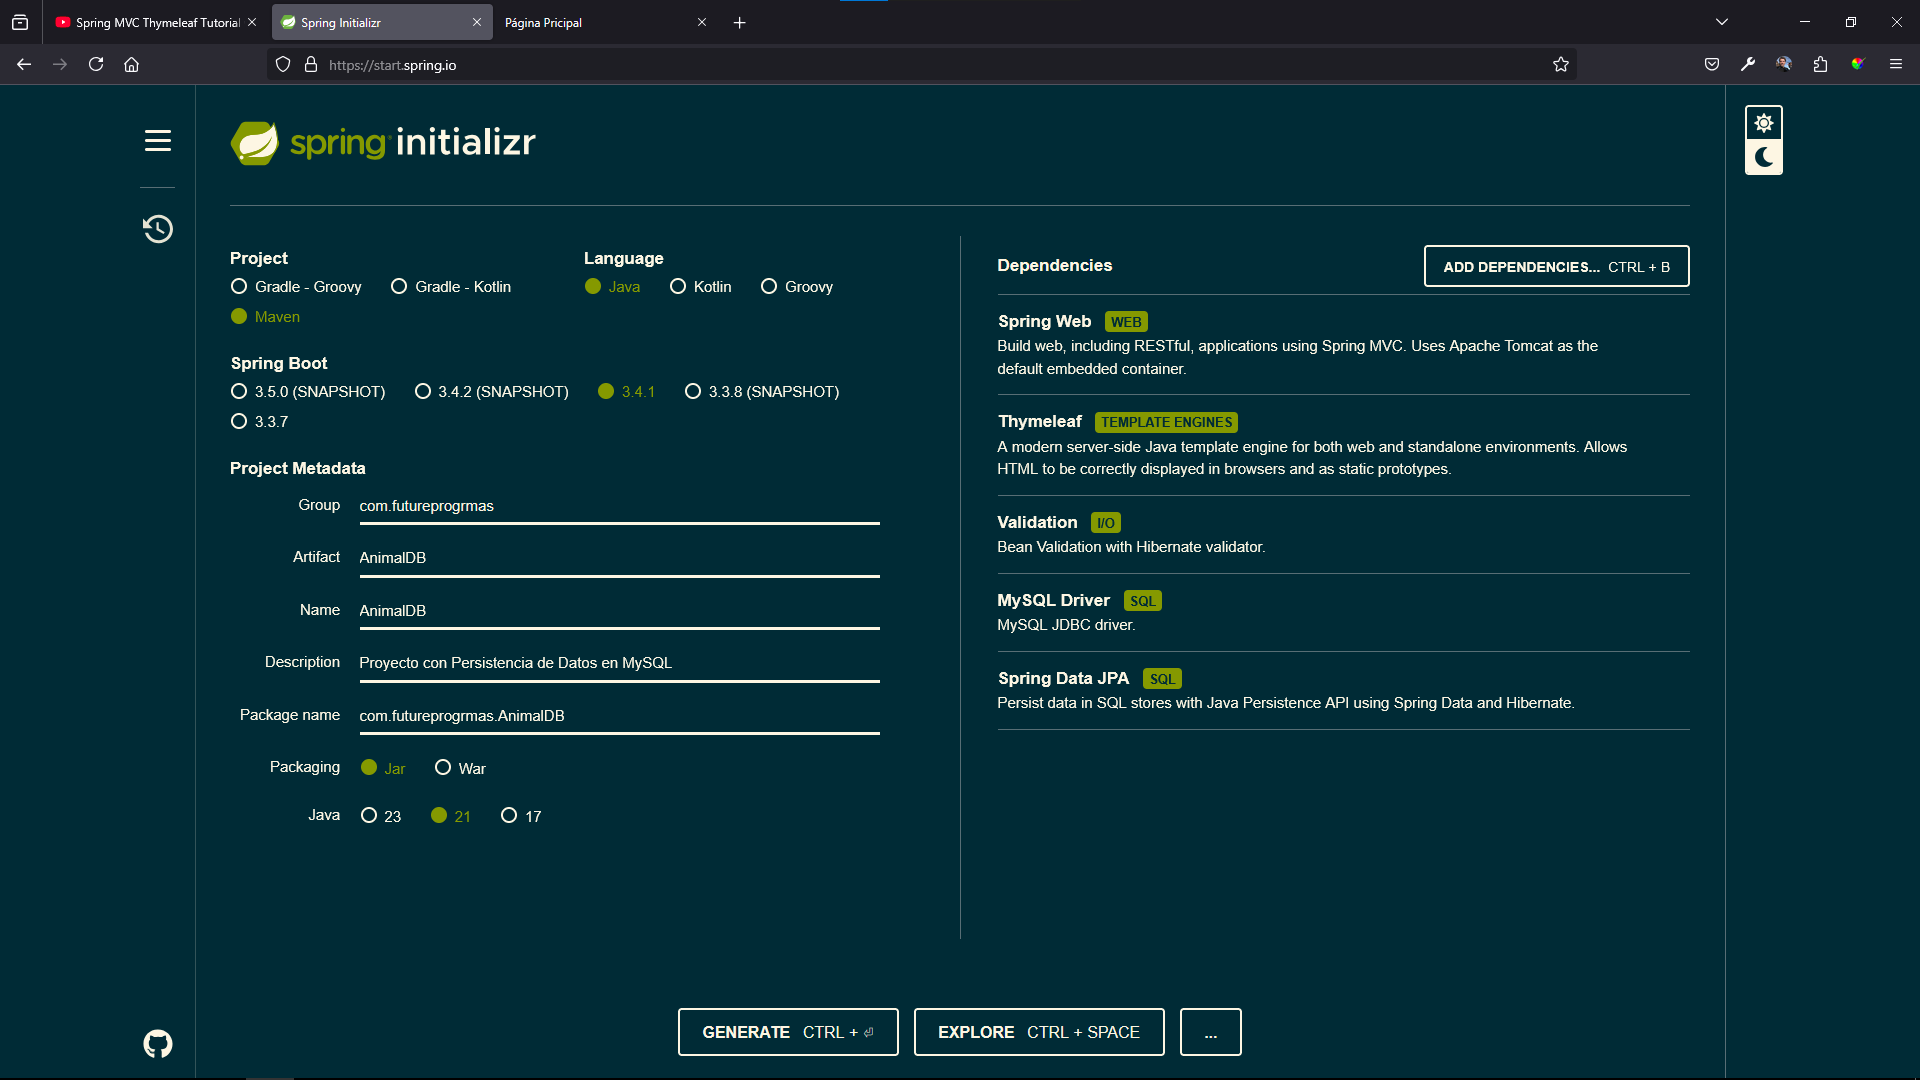 Spring MVC Thymeleaf Tutorial
Spring Initializr
Página Pricipal
https://start.spring.io
spring initializr
Project
Gradle - Groovy
Gradle - Kotlin
Maven
Language
Java
Kotlin
Groovy
Spring Boot
3.5.0 (SNAPSHOT)
3.4.2 (SNAPSHOT)
3.4.1
3.3.8 (SNAPSHOT)
3.3.7
Project Metadata
Group com.futureprogrmas
Artifact AnimalDB
Name AnimalDB
Description Proyecto con Persistencia de Datos en MySQL
Package name com.futureprogrmas.AnimalDB
Packaging Jar War
Java 23 21 17
Dependencies
ADD DEPENDENCIES... CTRL + B
Spring Web WEB
Build web, including RESTful, applications using Spring MVC. Uses Apache Tomcat as the
default embedded container.
Thymeleaf TEMPLATE ENGINES
A modern server-side Java template engine for both web and standalone environments. Allows
HTML to be correctly displayed in browsers and as static prototypes.
Validation I/O
Bean Validation with Hibernate validator.
MySQL Driver SQL
MySQL JDBC driver.
Spring Data JPA SQL
Persist data in SQL stores with Java Persistence API using Spring Data and Hibernate.
GENERATE CTRL + ⏎
EXPLORE CTRL + SPACE
...